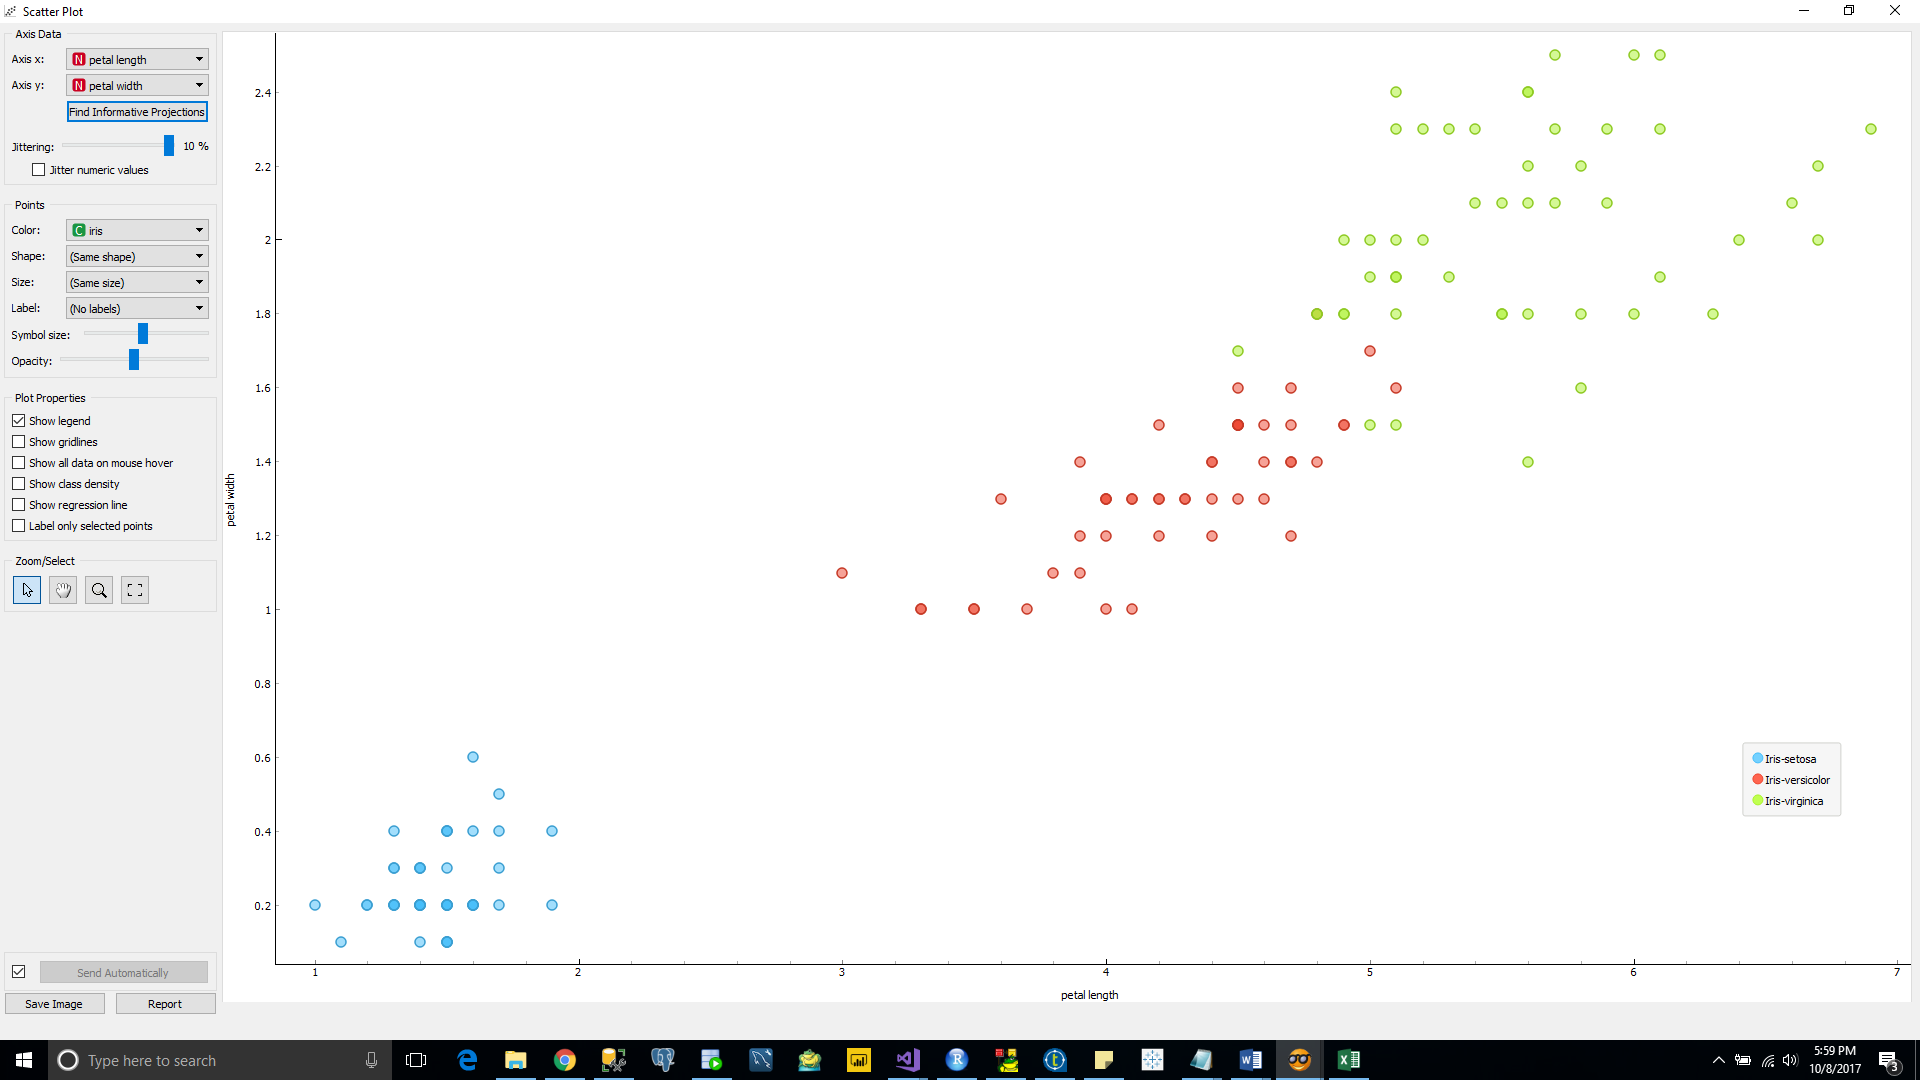 Scatter Plot
Axis Data
Axis x: N petal length
Axis y: N petal width
Find Informative Projections
Jittering: 10 %
Jitter numeric values
Points
Color: C iris
Shape: (Same shape)
Size: (Same size)
Label: (No labels)
Symbol size:
Opacity:
Plot Properties
Show legend
Show gridlines
Show all data on mouse hover
Show class density
Show regression line
Label only selected points
Zoom/Select
Send Automatically
Save Image Report
petal width
2.4
2.2
2
1.8
1.6
1.4
1.2
1
0.8
0.6
0.4
0.2
1 2 3 4 5 6 7
petal length
Iris-setosa
Iris-versicolor
Iris-virginica
Type here to search
5:59 PM
10/8/2017
3